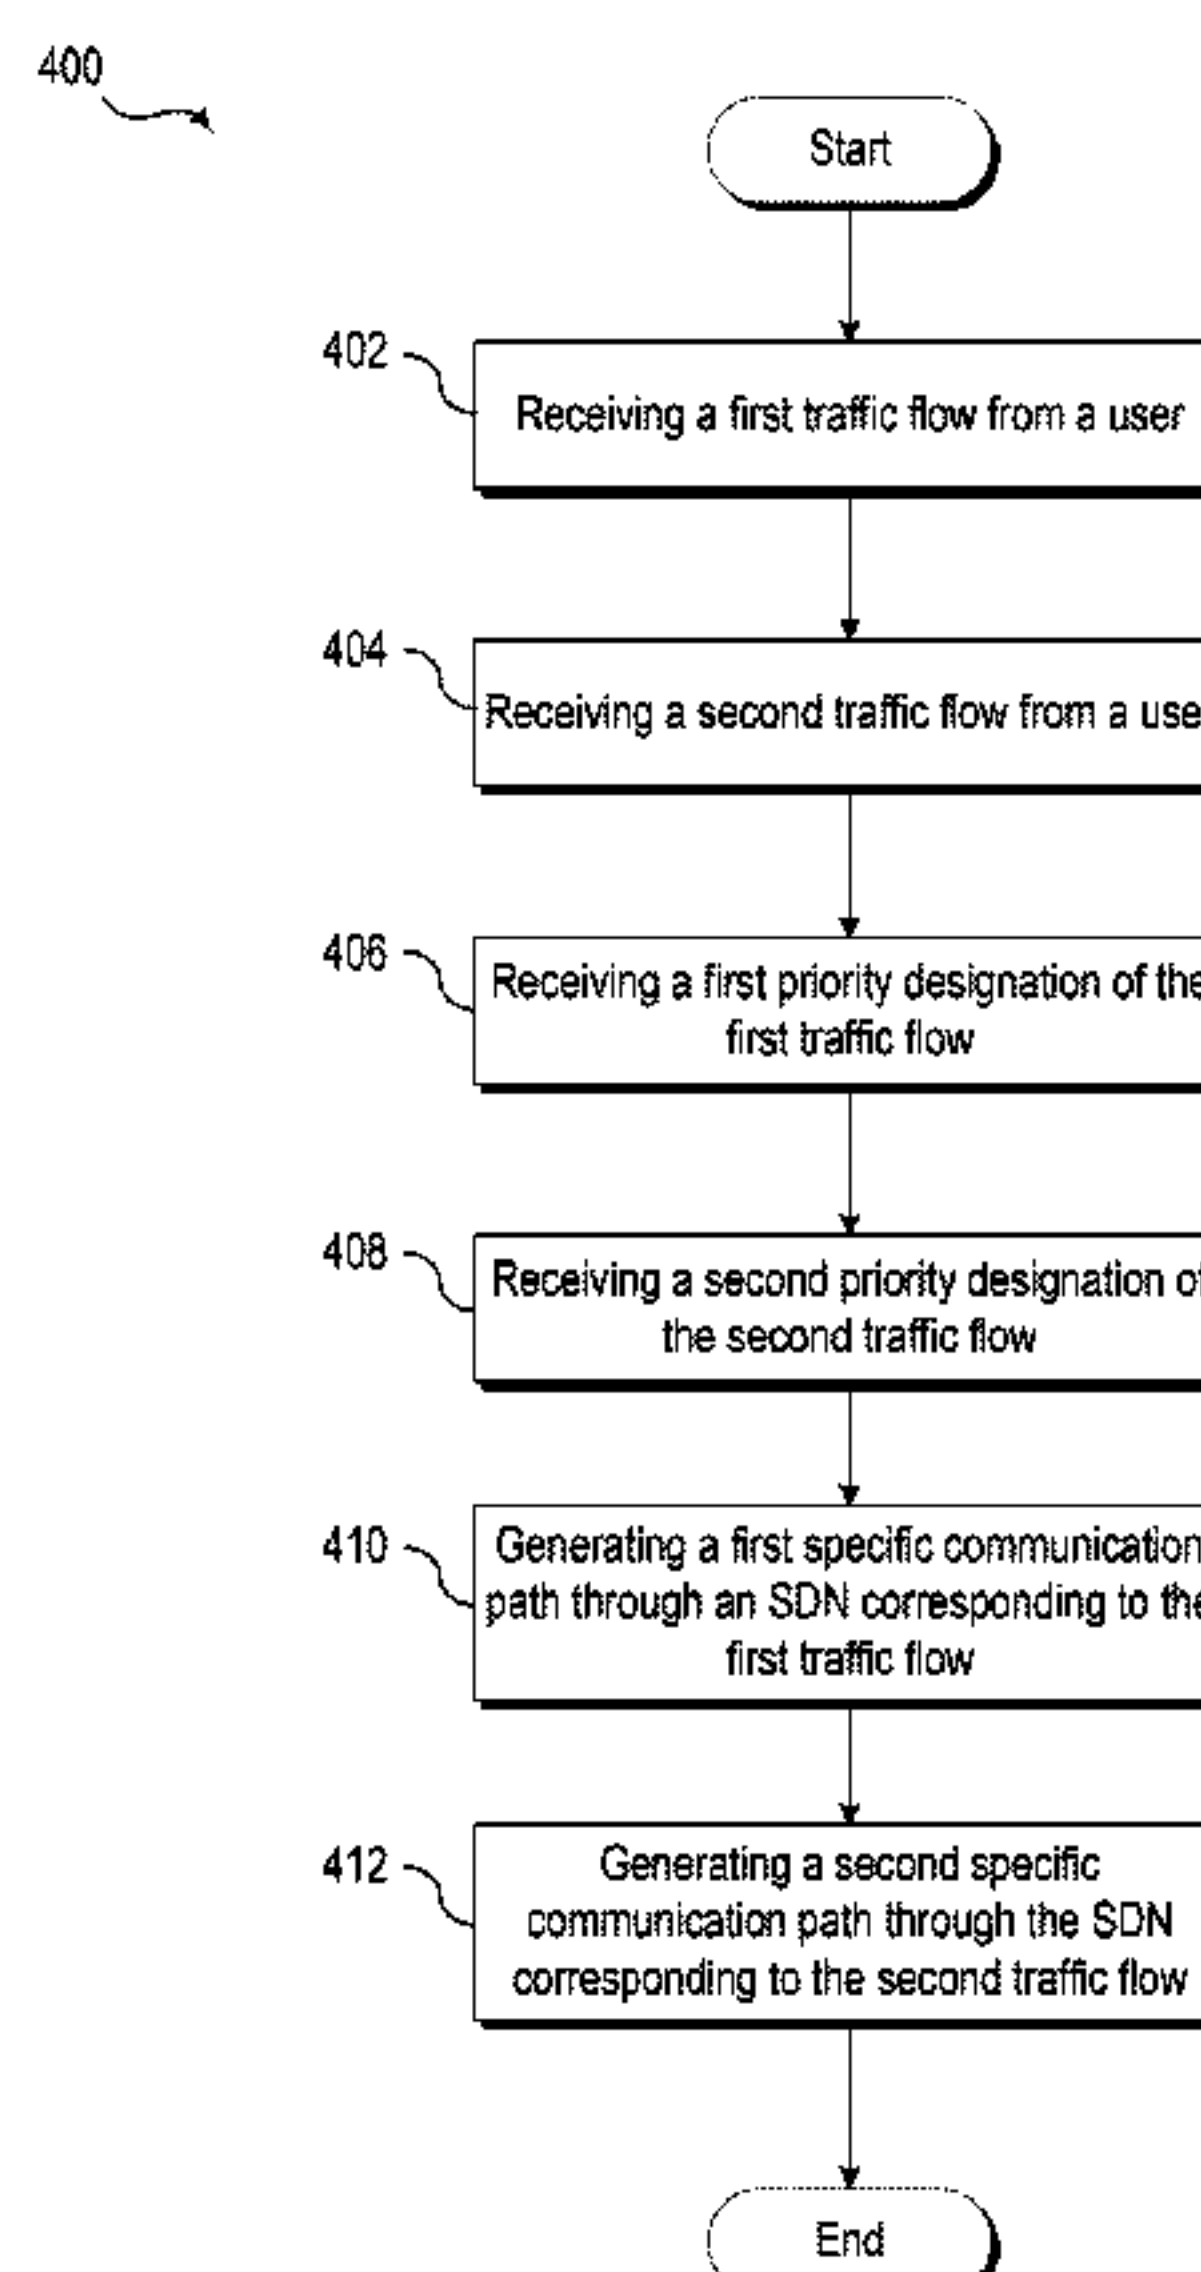 400
Start
402
Receiving a first traffic flow from a user
404
Receiving a second traffic flow from a use
406
Receiving a first priority designation of the
first traffic flow
408
Receiving a second priority designation of
the second traffic flow
410
Generating a first specific communication
path through an SDN corresponding to the
first traffic flow
412
Generating a second specific
communication path through the SDN
corresponding to the second traffic flow
End